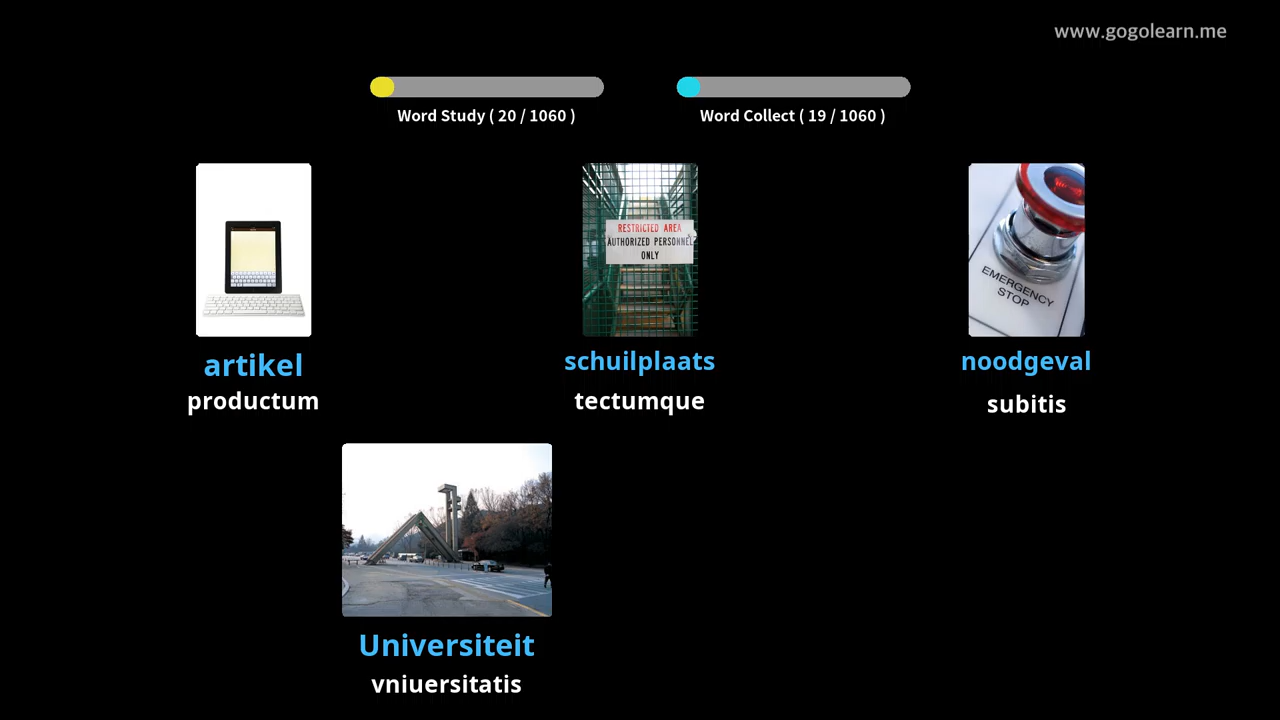 www.gogolearn.me
Word Study ( 20 / 1060 )
Word Collect ( 19 / 1060 )
RESTRICTED AREA
AUTHORIZED PERSONNEL
ONLY
EMERGENCY
STOP
artikel
schuilplaats
noodgeval
productum
tectumque
subitis
Universiteit
vniuersitatis